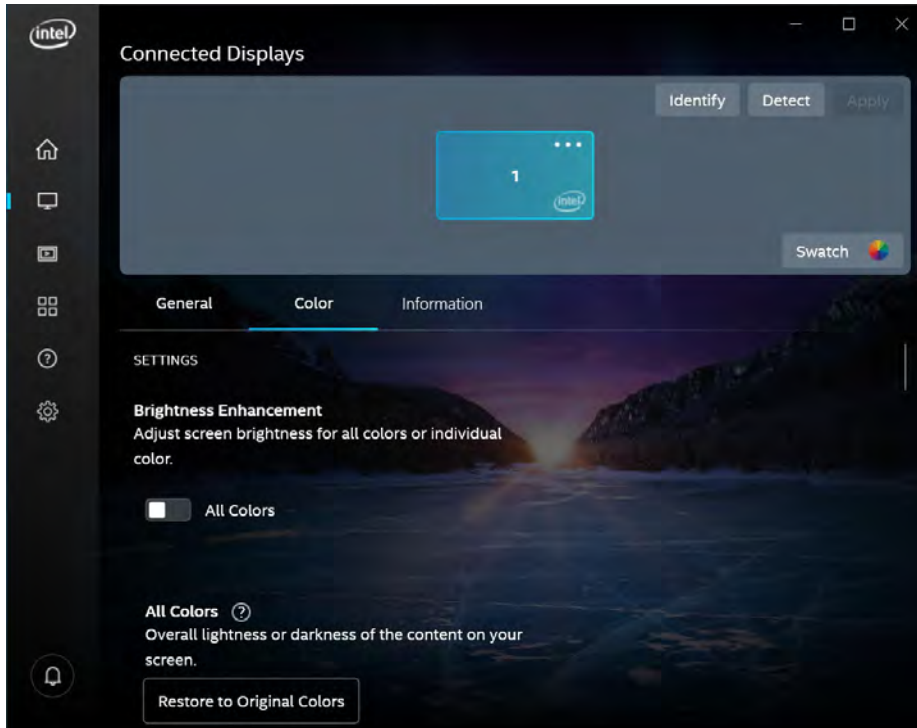 intel
Connected Displays
Identify
Detect
Apply
1
intel
Swatch
General
Color
Information
SETTINGS
Brightness Enhancement
Adjust screen brightness for all colors or individual
color.
All Colors
All Colors ?
Overall lightness or darkness of the content on your
screen.
Restore to Original Colors